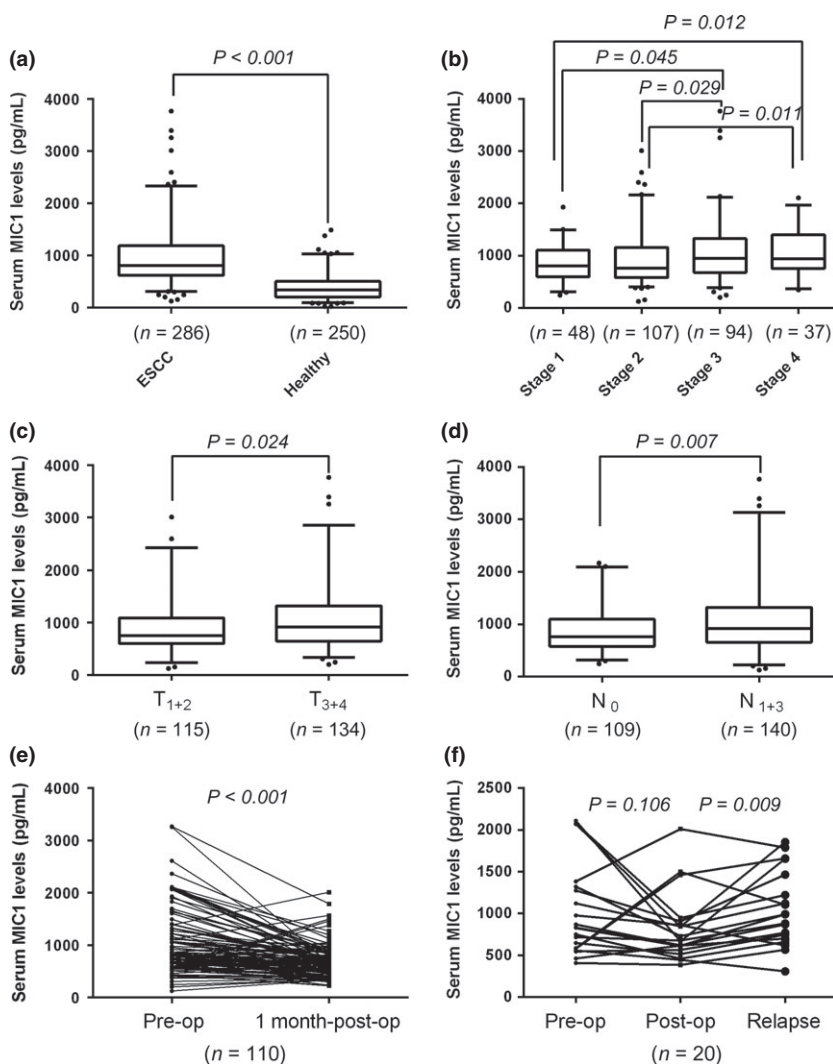 (a)
P < 0.001
Serum MIC1 levels (pg/mL)
4000
3000
2000
1000
0
(n = 286)
(n = 250)
ESCC
Healthy
(b)
P = 0.012
P = 0.045
P = 0.029
P = 0.011
Serum MIC1 levels (pg/mL)
4000
3000
2000
1000
0
(n = 48)
(n = 107)
(n = 94)
(n = 37)
Stage 1
Stage 2
Stage 3
Stage 4
(c)
P = 0.024
Serum MIC1 levels (pg/mL)
4000
3000
2000
1000
0
T1+2
T3+4
(n = 115)
(n = 134)
(d)
P = 0.007
Serum MIC1 levels (pg/mL)
4000
3000
2000
1000
0
N 0
N 1+3
(n = 109)
(n = 140)
(e)
P < 0.001
Serum MIC1 levels (pg/mL)
4000
3000
2000
1000
0
Pre-op
1 month-post-op
(n = 110)
(f)
P = 0.106
P = 0.009
Serum MIC1 levels (pg/mL)
2500
2000
1500
1000
500
0
Pre-op
Post-op
Relapse
(n = 20)